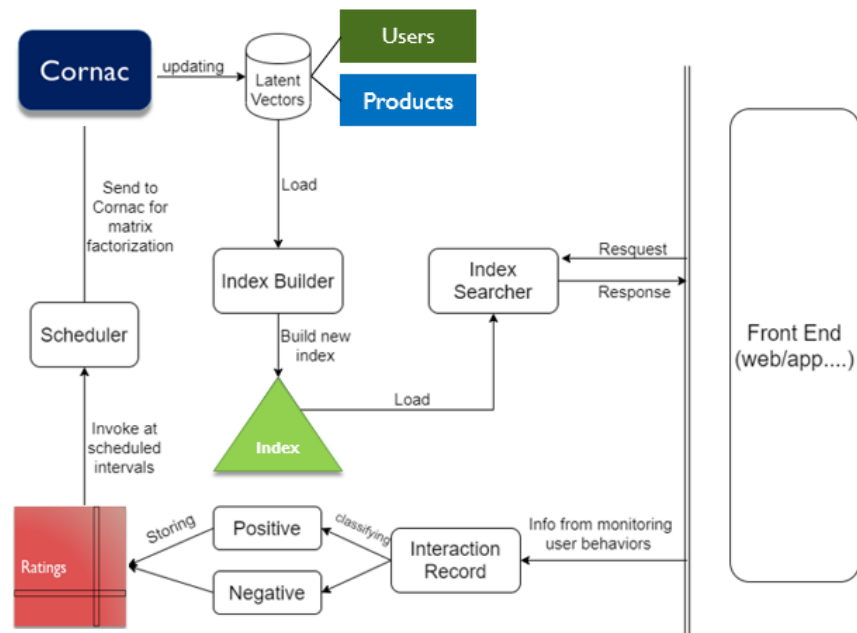 Cornac
updating
Latent
Vectors
Users
Products
Send to
Cornac for
matrix
factorization
Load
Index Builder
Index
Searcher
Resquest
Response
Scheduler
Build new
index
Front End
(web/app....)
Load
Index
Invoke at
scheduled
intervals
Ratings
Storing
Positive
Negative
classifying
Interaction
Record
Info from monitoring
user behaviors